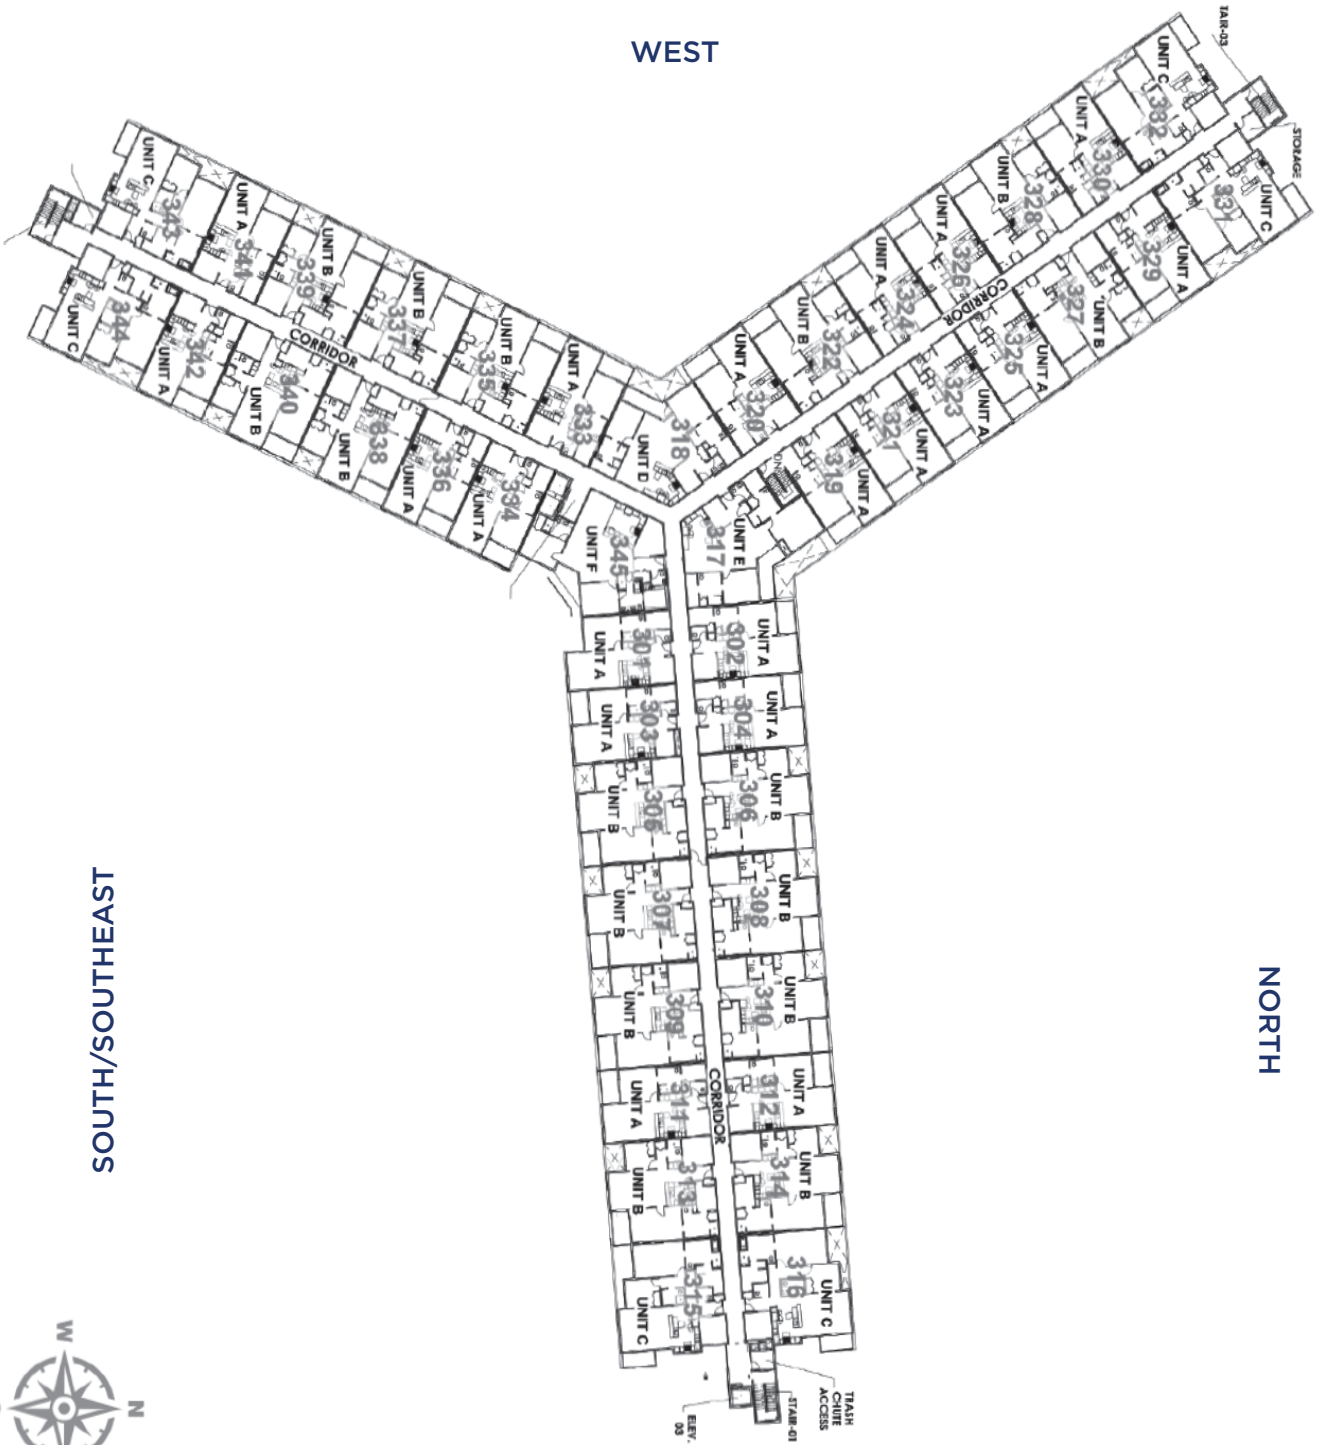 WEST
TAIR-03
STORAGE
UNIT C
332
UNIT A
330
UNIT B
328
UNIT A
326
UNIT A
324
UNIT B
322
UNIT A
320
318
UNIT D
UNIT C
331
UNIT A
329
UNIT B
327
UNIT A
325
UNIT A
323
UNIT A
321
UNIT A
319
DN
CORRIDOR
UNIT E
317
UNIT C
343
UNIT A
341
UNIT B
339
UNIT B
337
UNIT B
335
UNIT A
333
CORRIDOR
UNIT C
344
UNIT A
342
UNIT B
340
UNIT B
338
UNIT A
336
UNIT A
334
UNIT F
345
UNIT A
301
302
UNIT A
UNIT A
303
304
UNIT A
UNIT B
305
306
UNIT B
UNIT B
307
308
UNIT B
UNIT B
309
310
UNIT B
UNIT A
311
CORRIDOR
312
UNIT A
UNIT B
313
314
UNIT B
UNIT C
315
316
UNIT C
TRASH
CHUTE
ACCESS
STAIR-01
ELEV.
03
SOUTH/SOUTHEAST
NORTH
W
N